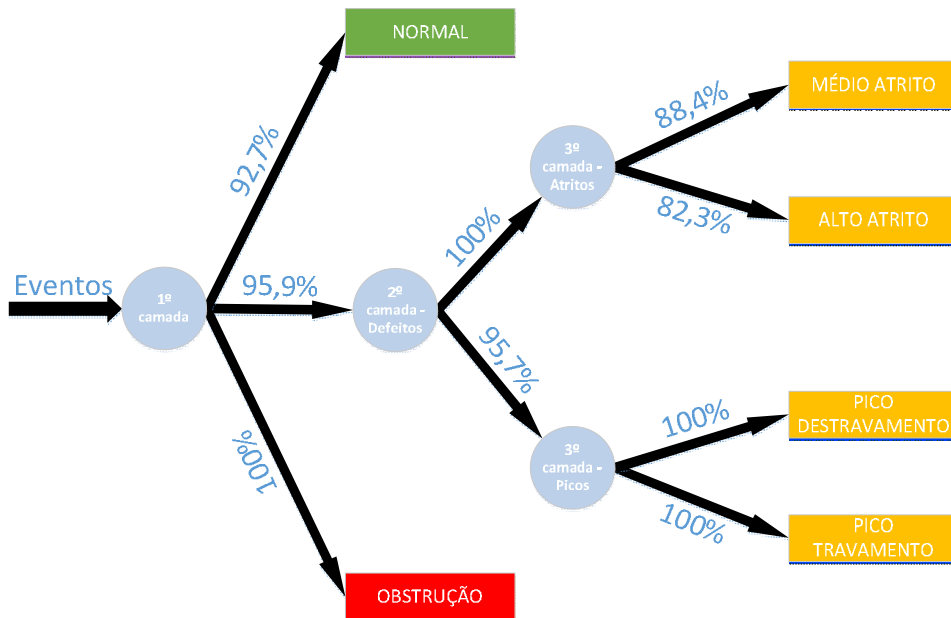 NORMAL
92,7%
Eventos
1º
camada
95,9%
100%
OBSTRUÇÃO
2º
camada -
Defeitos
100%
95,7%
3º
camada -
Atritos
88,4%
82,3%
MÉDIO ATRITO
ALTO ATRITO
3º
camada -
Picos
100%
100%
PICO
DESTRAVAMENTO
PICO
TRAVAMENTO